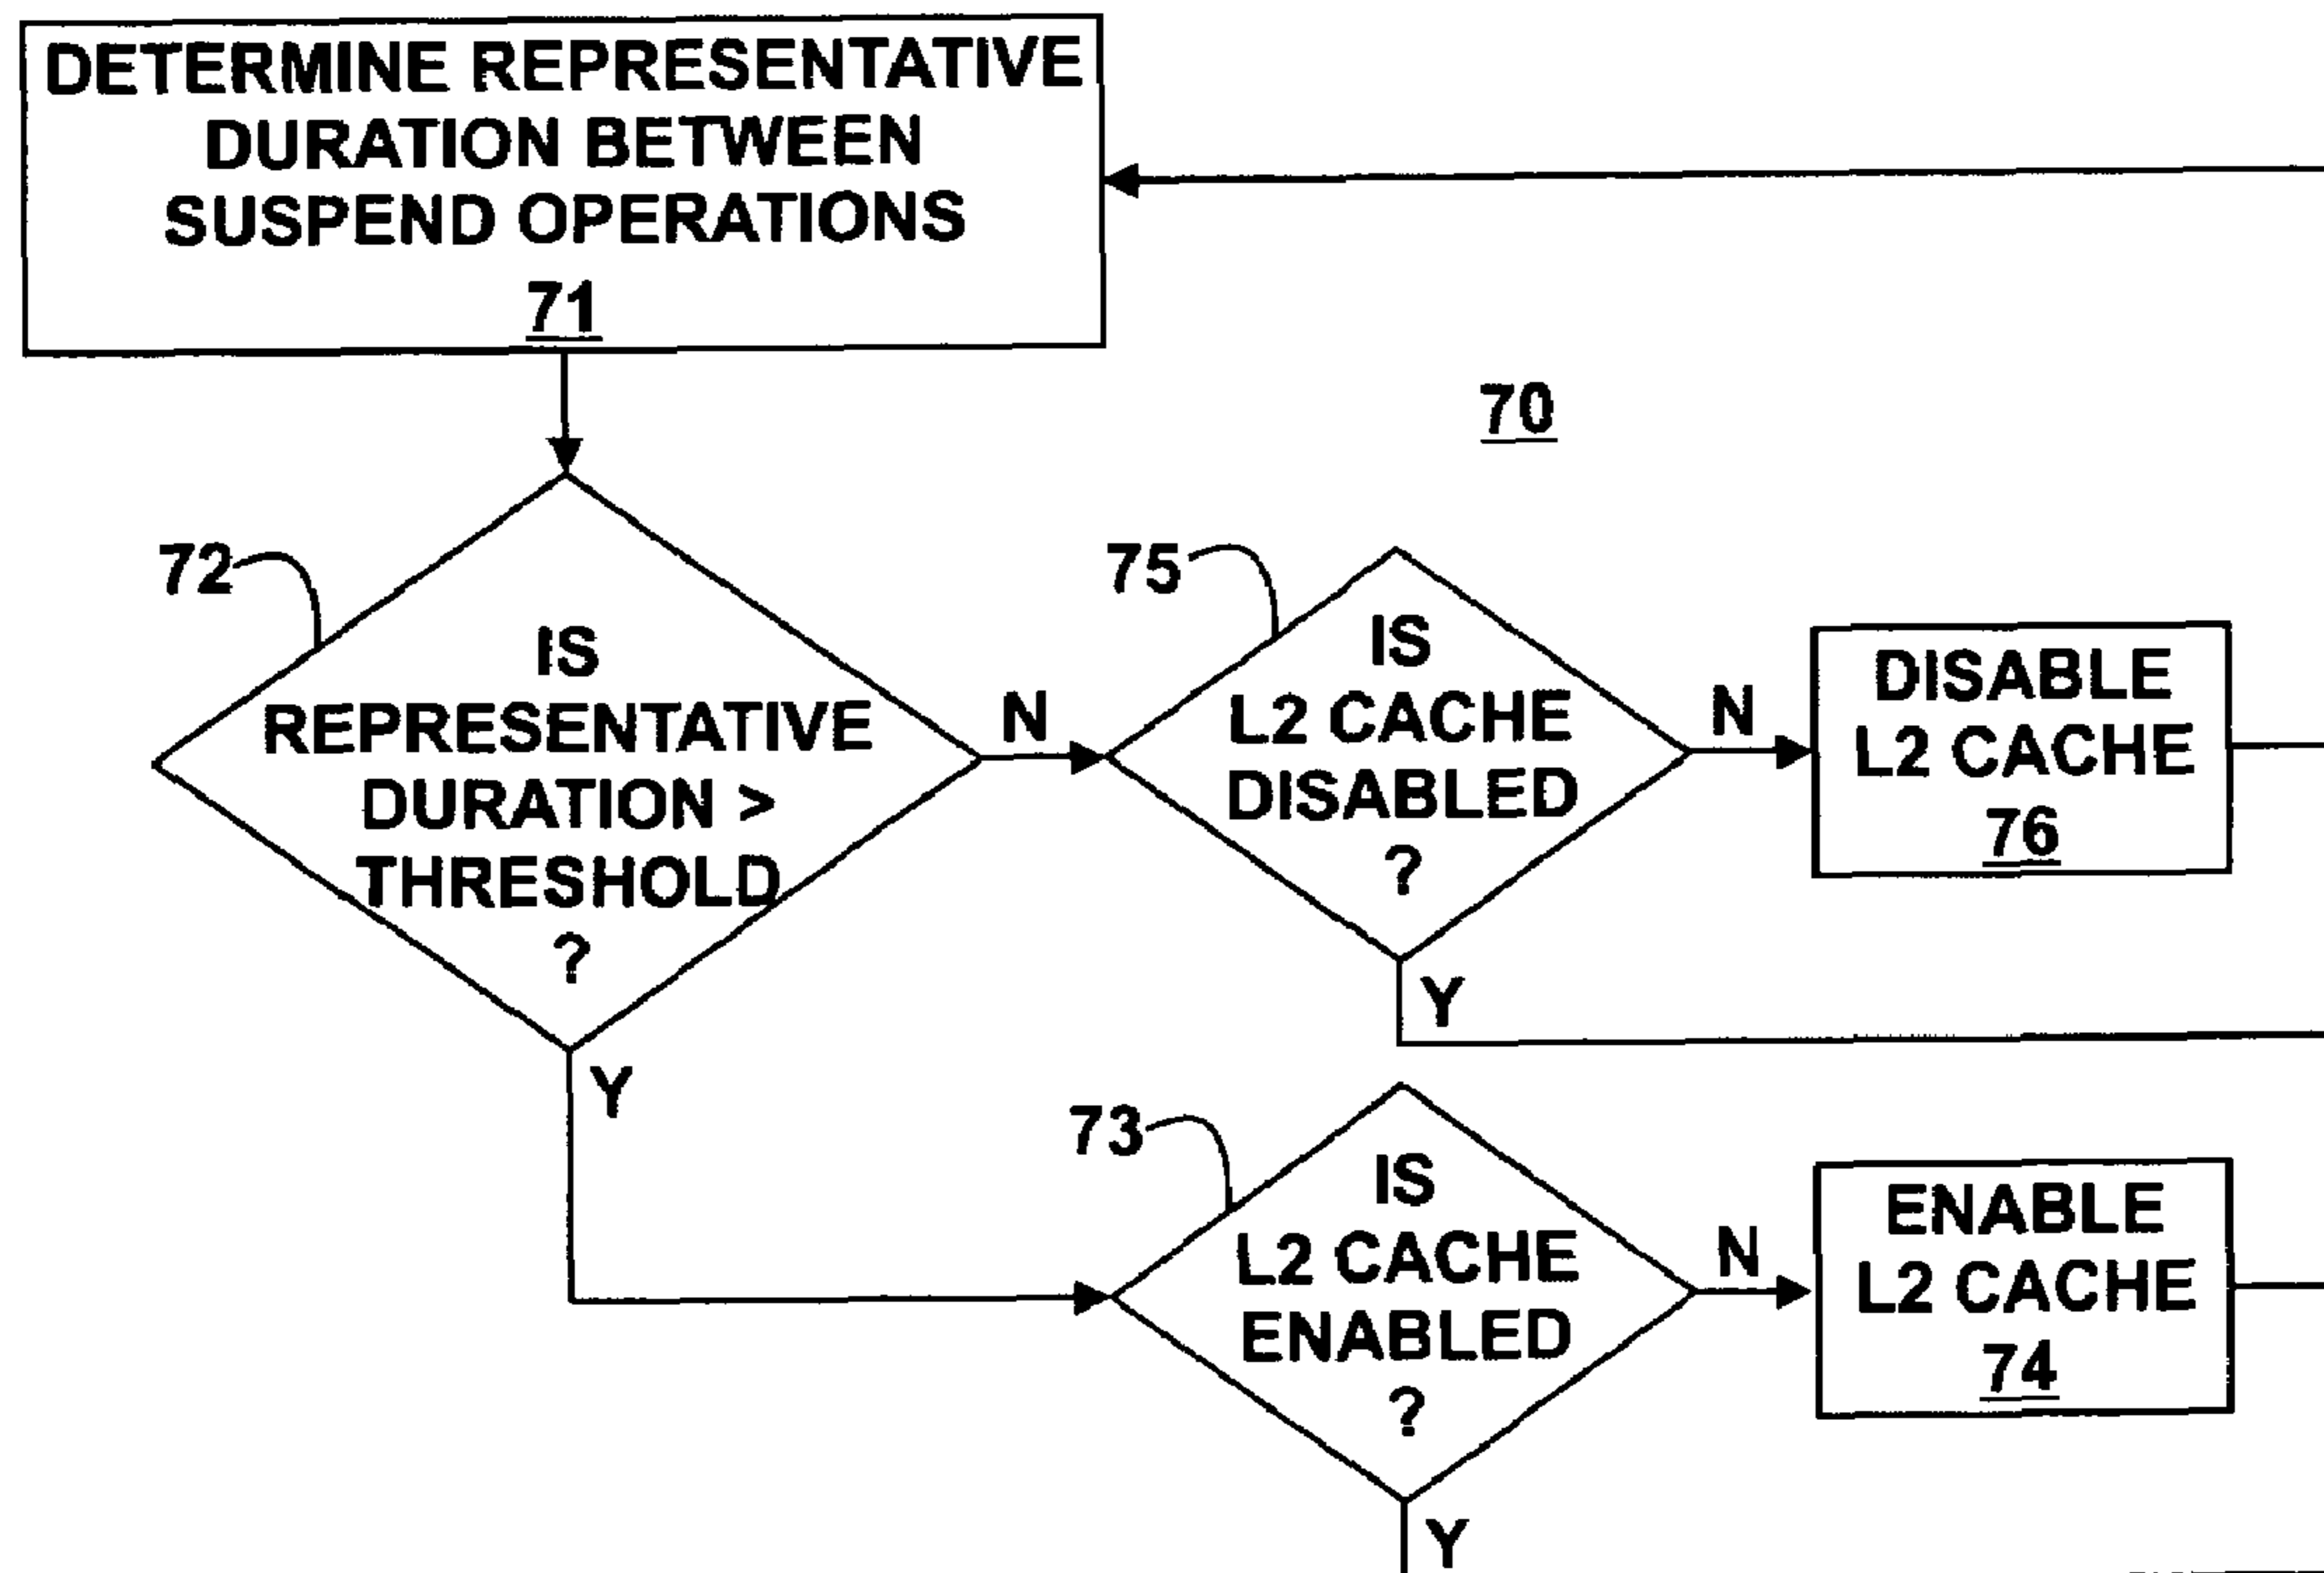 DETERMINE REPRESENTATIVE
DURATION BETWEEN
SUSPEND OPERATIONS
71
70
72
IS
REPRESENTATIVE
DURATION >
THRESHOLD
?
N
Y
75
IS
L2 CACHE
DISABLED
?
N
Y
DISABLE
L2 CACHE
76
73
IS
L2 CACHE
ENABLED
?
N
Y
ENABLE
L2 CACHE
74